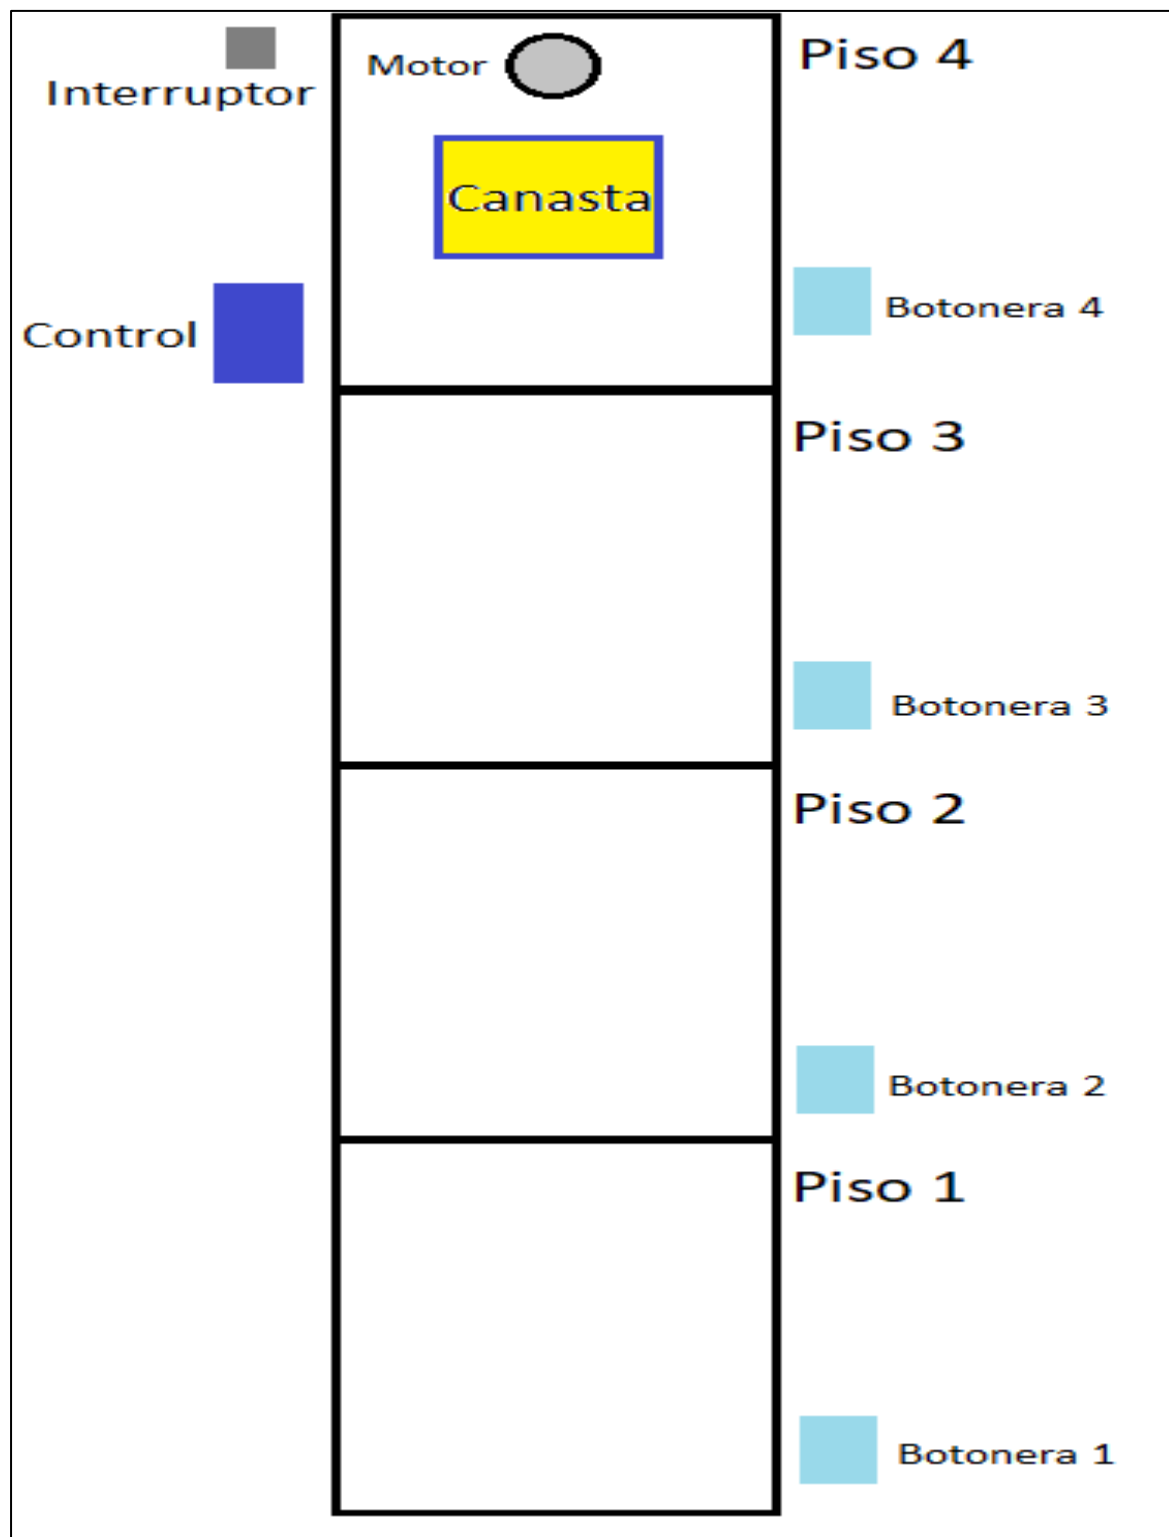 Motor
Piso 4
Interruptor
Canasta
Botonera 4
Control
Piso 3
Botonera 3
Piso 2
Botonera 2
Piso 1
Botonera 1